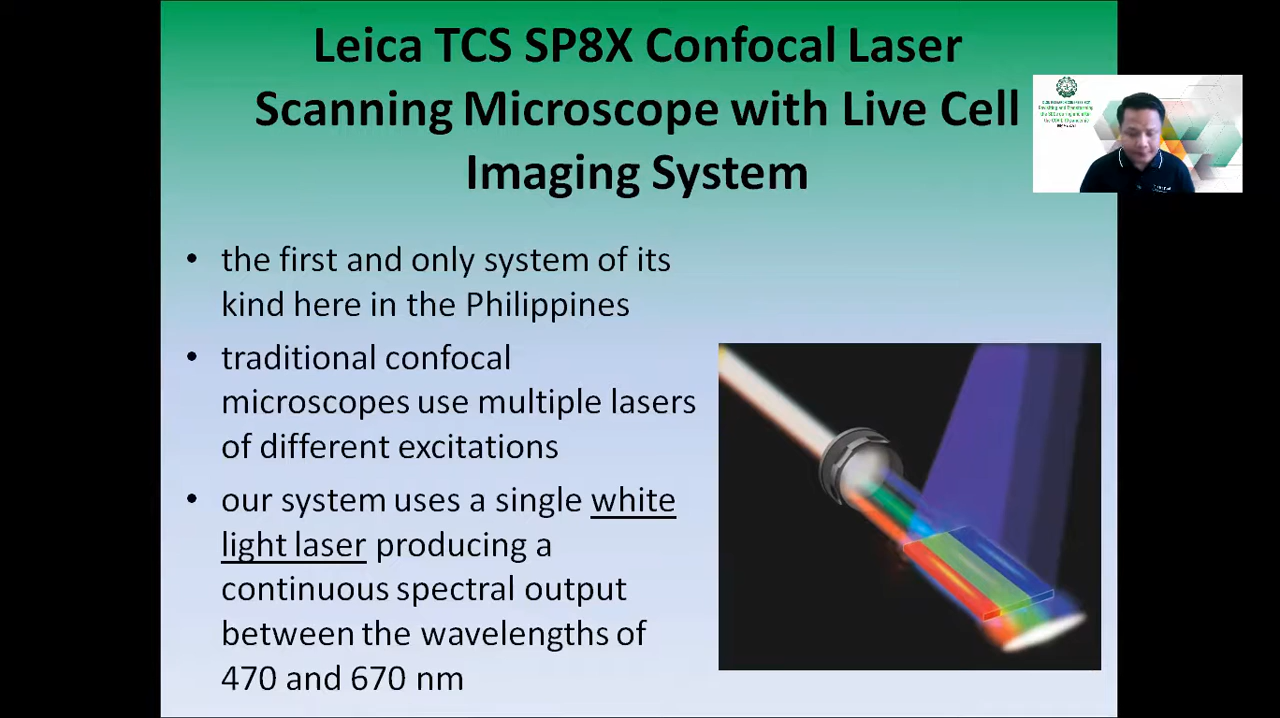 Leica TCS SP8X Confocal Laser
Scanning Microscope with Live Cell
Imaging System
• the first and only system of its
kind here in the Philippines
• traditional confocal
microscopes use multiple lasers
of different excitations
• our system uses a single white
light laser producing a
continuous spectral output
between the wavelengths of
470 and 670 nm